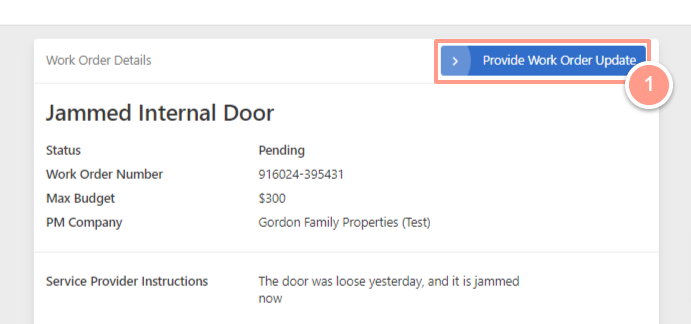 Work Order Details
Provide Work Order Update
1
Jammed Internal Door
Status Pending
Work Order Number 916024-395431
Max Budget $300
PM Company Gordon Family Properties (Test)
Service Provider Instructions The door was loose yesterday, and it is jammed
now